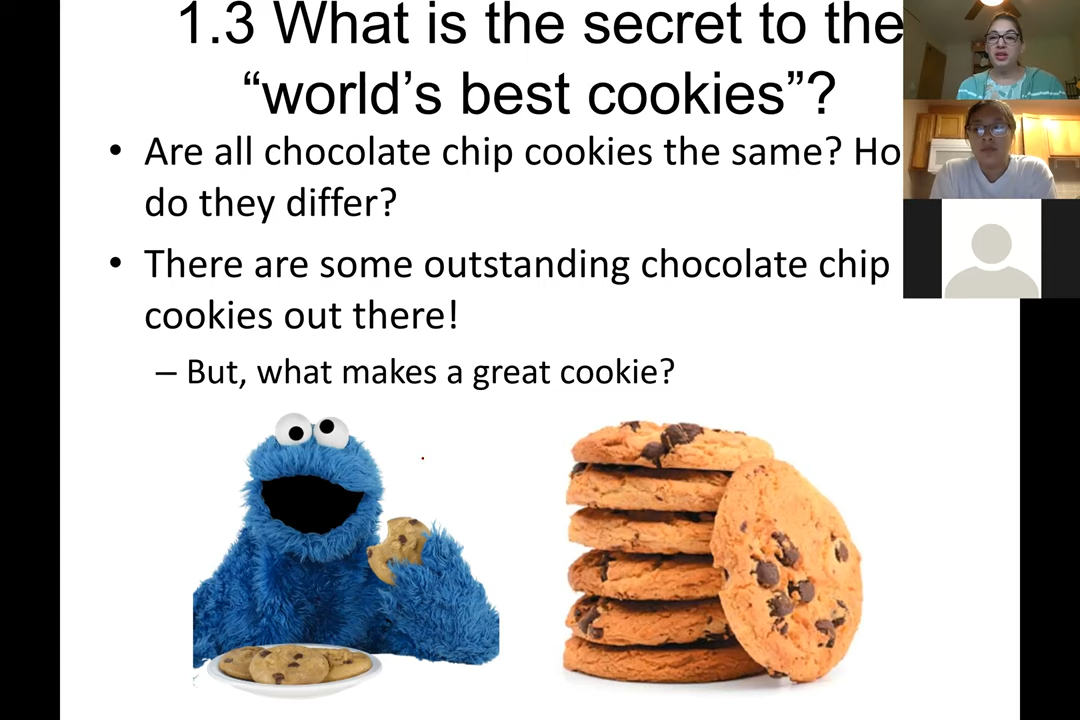 1.3 What is the secret to the
“world’s best cookies”?
• Are all chocolate chip cookies the same? Ho
do they differ?
• There are some outstanding chocolate chip
cookies out there!
– But, what makes a great cookie?